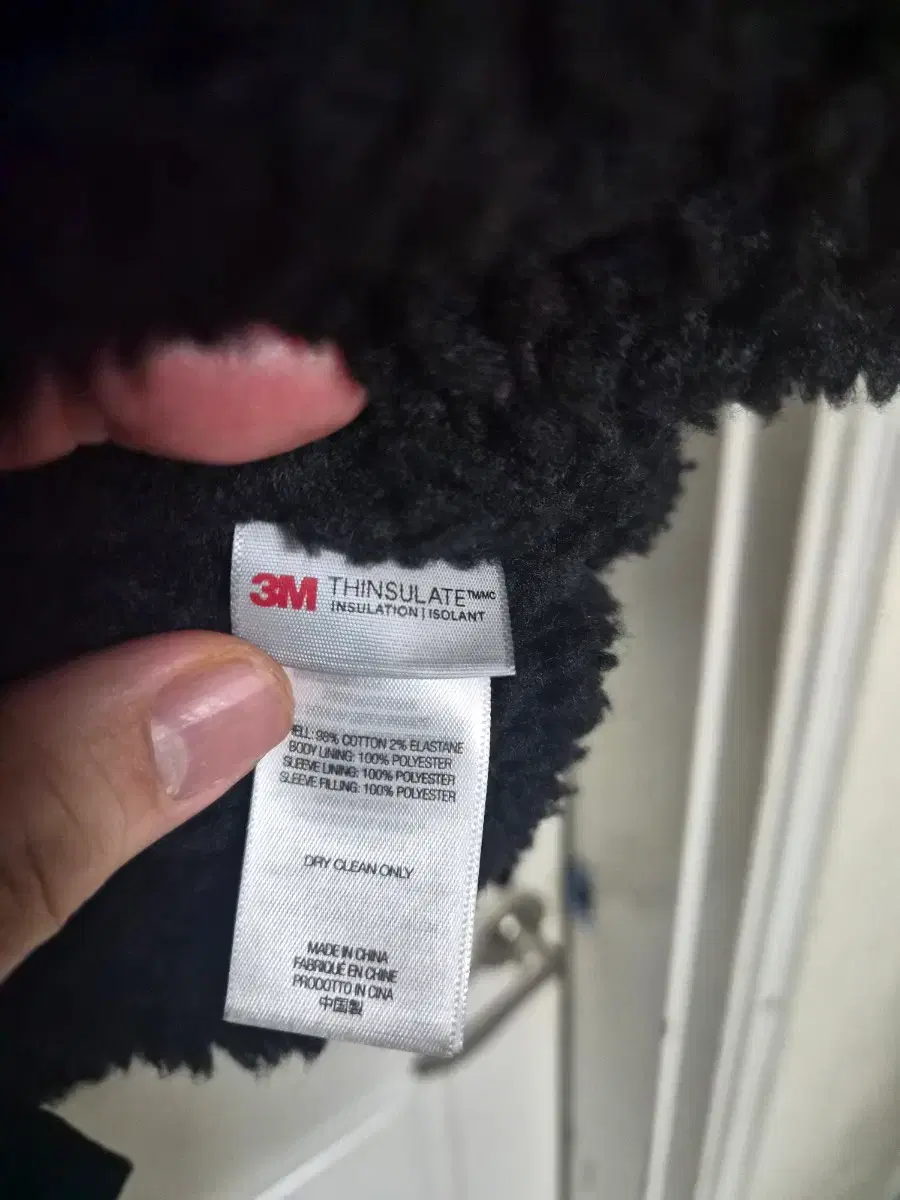 3M THINSULATE™MC
INSULATION | ISOLANT
ELL: 98% COTTON 2% ELASTANE
BODY LINING: 100% POLYESTER
SLEEVE LINING: 100% POLYESTER
SLEEVE FILLING: 100% POLYESTER
DRY CLEAN ONLY
MADE IN CHINA
FABRIQUÉ EN CHINE
PRODOTTO IN CINA
中国製